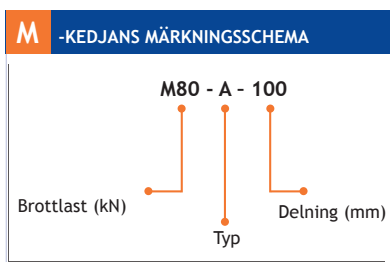 M -KEDJANS MÄRKNINGSSCHEMA
M80 - A – 100
Brottlast (kN)
Delning (mm)
Typ